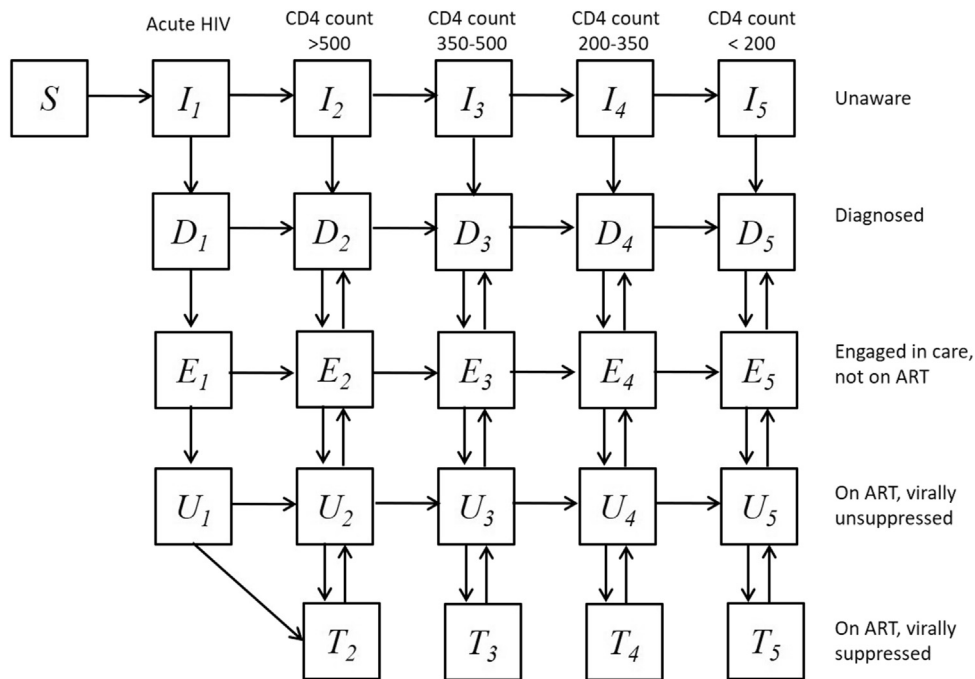 Acute HIV
CD4 count
>500
CD4 count
350-500
CD4 count
200-350
CD4 count
< 200
S
I1
I2
I3
I4
I5
Unaware
D1
D2
D3
D4
D5
Diagnosed
E1
E2
E3
E4
E5
Engaged in care,
not on ART
U1
U2
U3
U4
U5
On ART, virally
unsuppressed
T2
T3
T4
T5
On ART, virally
suppressed